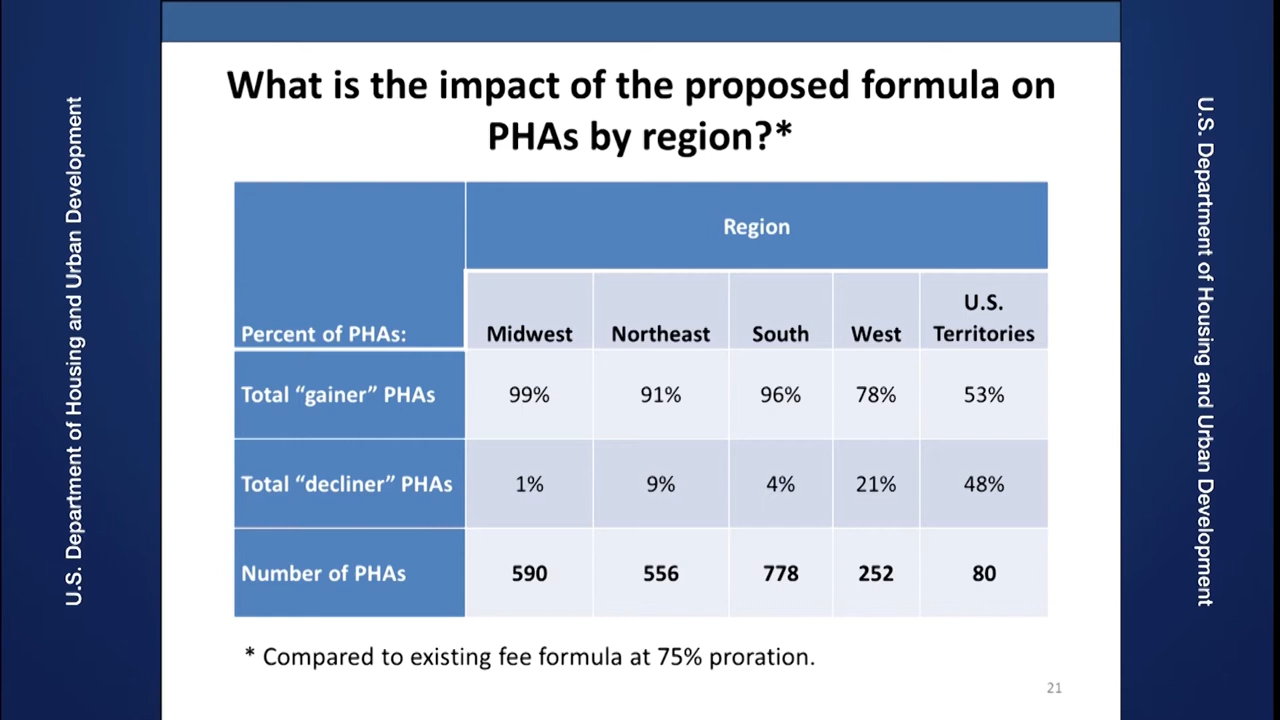 What is the impact of the proposed formula on
PHAs by region?*
Region
Percent of PHAs: Midwest Northeast South West U.S. Territories
Total “gainer” PHAs 99% 91% 96% 78% 53%
Total “decliner” PHAs 1% 9% 4% 21% 48%
Number of PHAs 590 556 778 252 80
* Compared to existing fee formula at 75% proration.
21
U.S. Department of Housing and Urban Development
U.S. Department of Housing and Urban Development